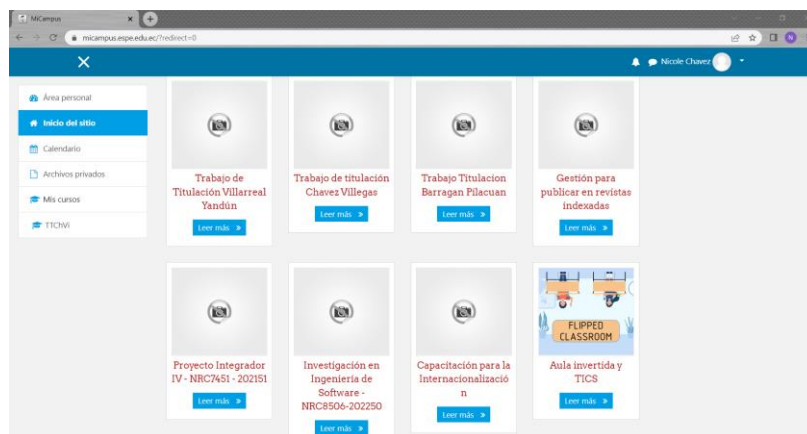 MiCampus
micampus.espe.edu.ec/?redirect=0
N
Nicole Chavez
Área personal
Inicio del sitio
Calendario
Archivos privados
Mis cursos
TTChVi
Trabajo de
Titulación Villarreal
Yandún
Leer más »
Trabajo de titulación
Chavez Villegas
Leer más »
Trabajo Titulacion
Barragan Pilacuan
Leer más »
Gestión para
publicar en revistas
indexadas
Leer más »
Proyecto Integrador
IV - NRC7451 - 202151
Leer más »
Investigación en
Ingeniería de
Software -
NRC8506-202250
Leer más »
Capacitación para la
Internacionalizació
n
Leer más »
FLIPPED
CLASSROOM
Aula invertida y
TICS
Leer más »